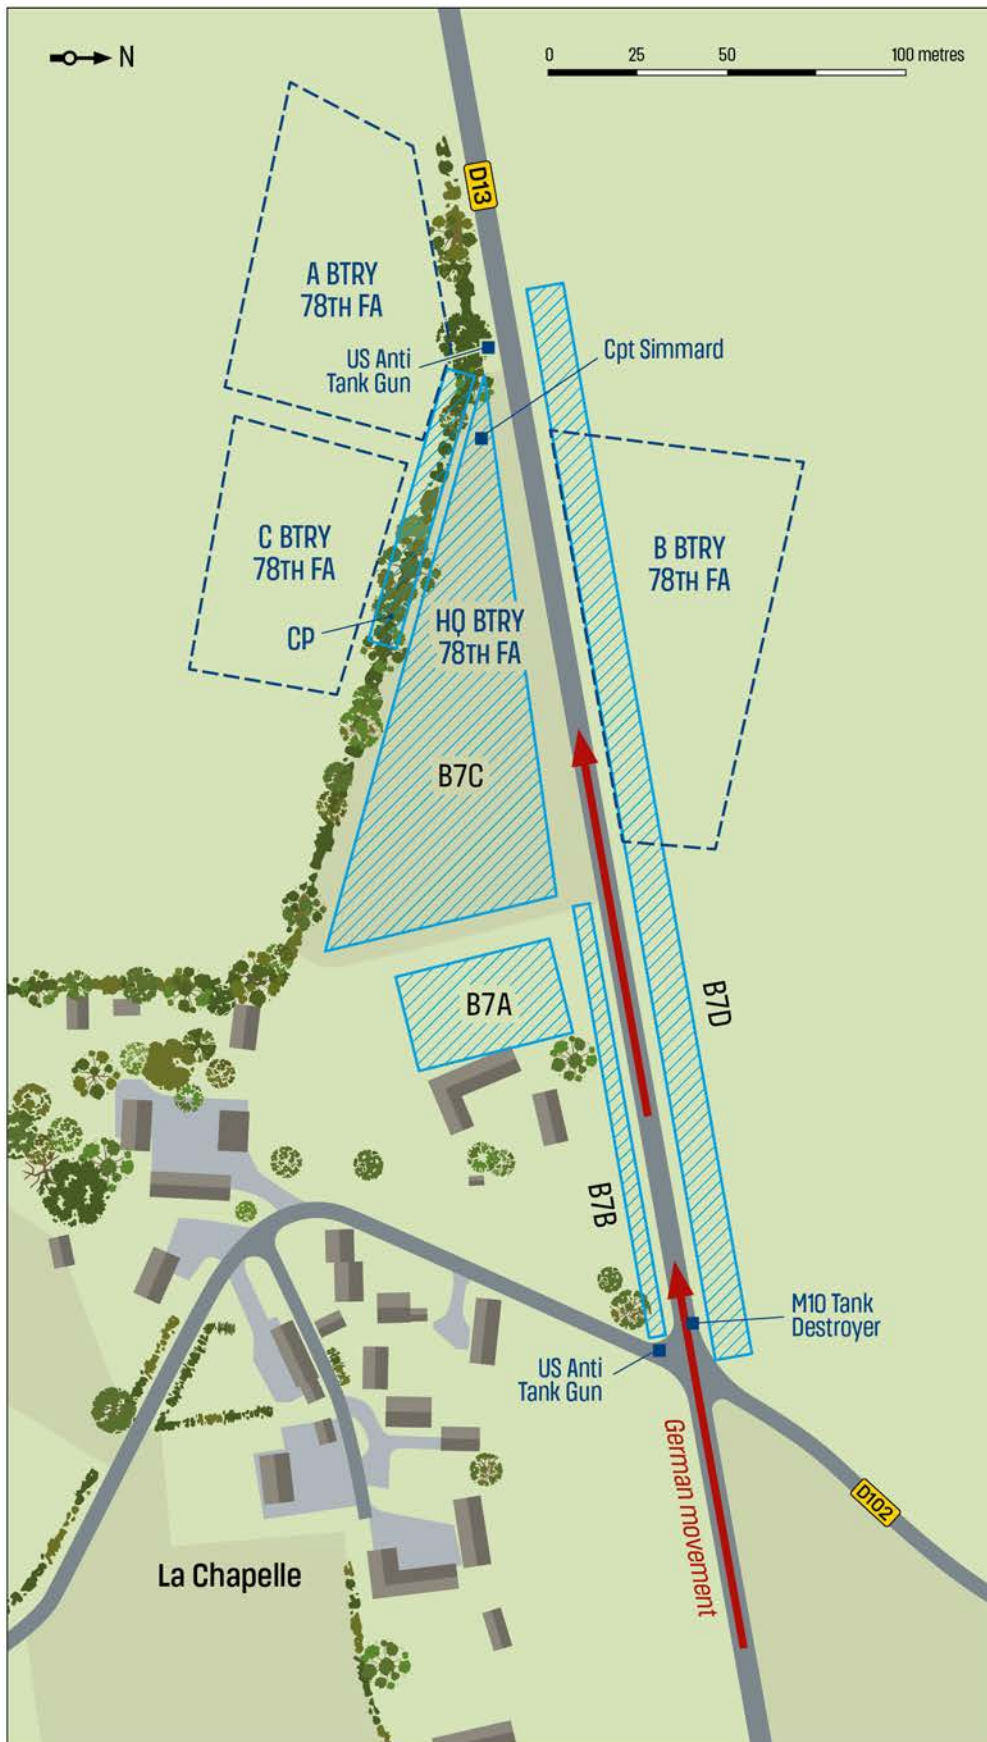 N
0 25 50 100 metres
D13
A BTRY
78TH FA
US Anti
Tank Gun
Cpt Simmard
C BTRY
78TH FA
CP
HQ BTRY
78TH FA
B BTRY
78TH FA
B7C
B7A
B7D
B7B
M10 Tank
Destroyer
US Anti
Tank Gun
German movement
D102
La Chapelle